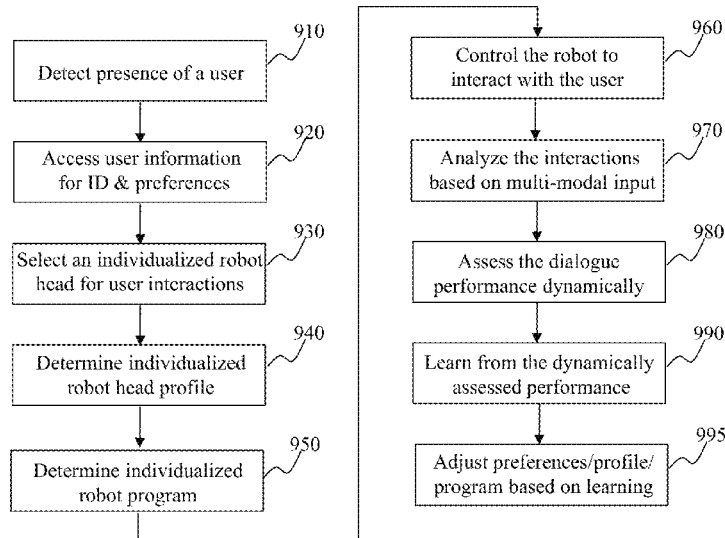 910
Detect presence of a user
920
Access user information
for ID & preferences
930
Select an individualized robot
head for user interactions
940
Determine individualized
robot head profile
950
Determine individualized
robot program
960
Control the robot to
interact with the user
970
Analyze the interactions
based on multi-modal input
980
Assess the dialogue
performance dynamically
990
Learn from the dynamically
assessed performance
995
Adjust preferences/profile/
program based on learning